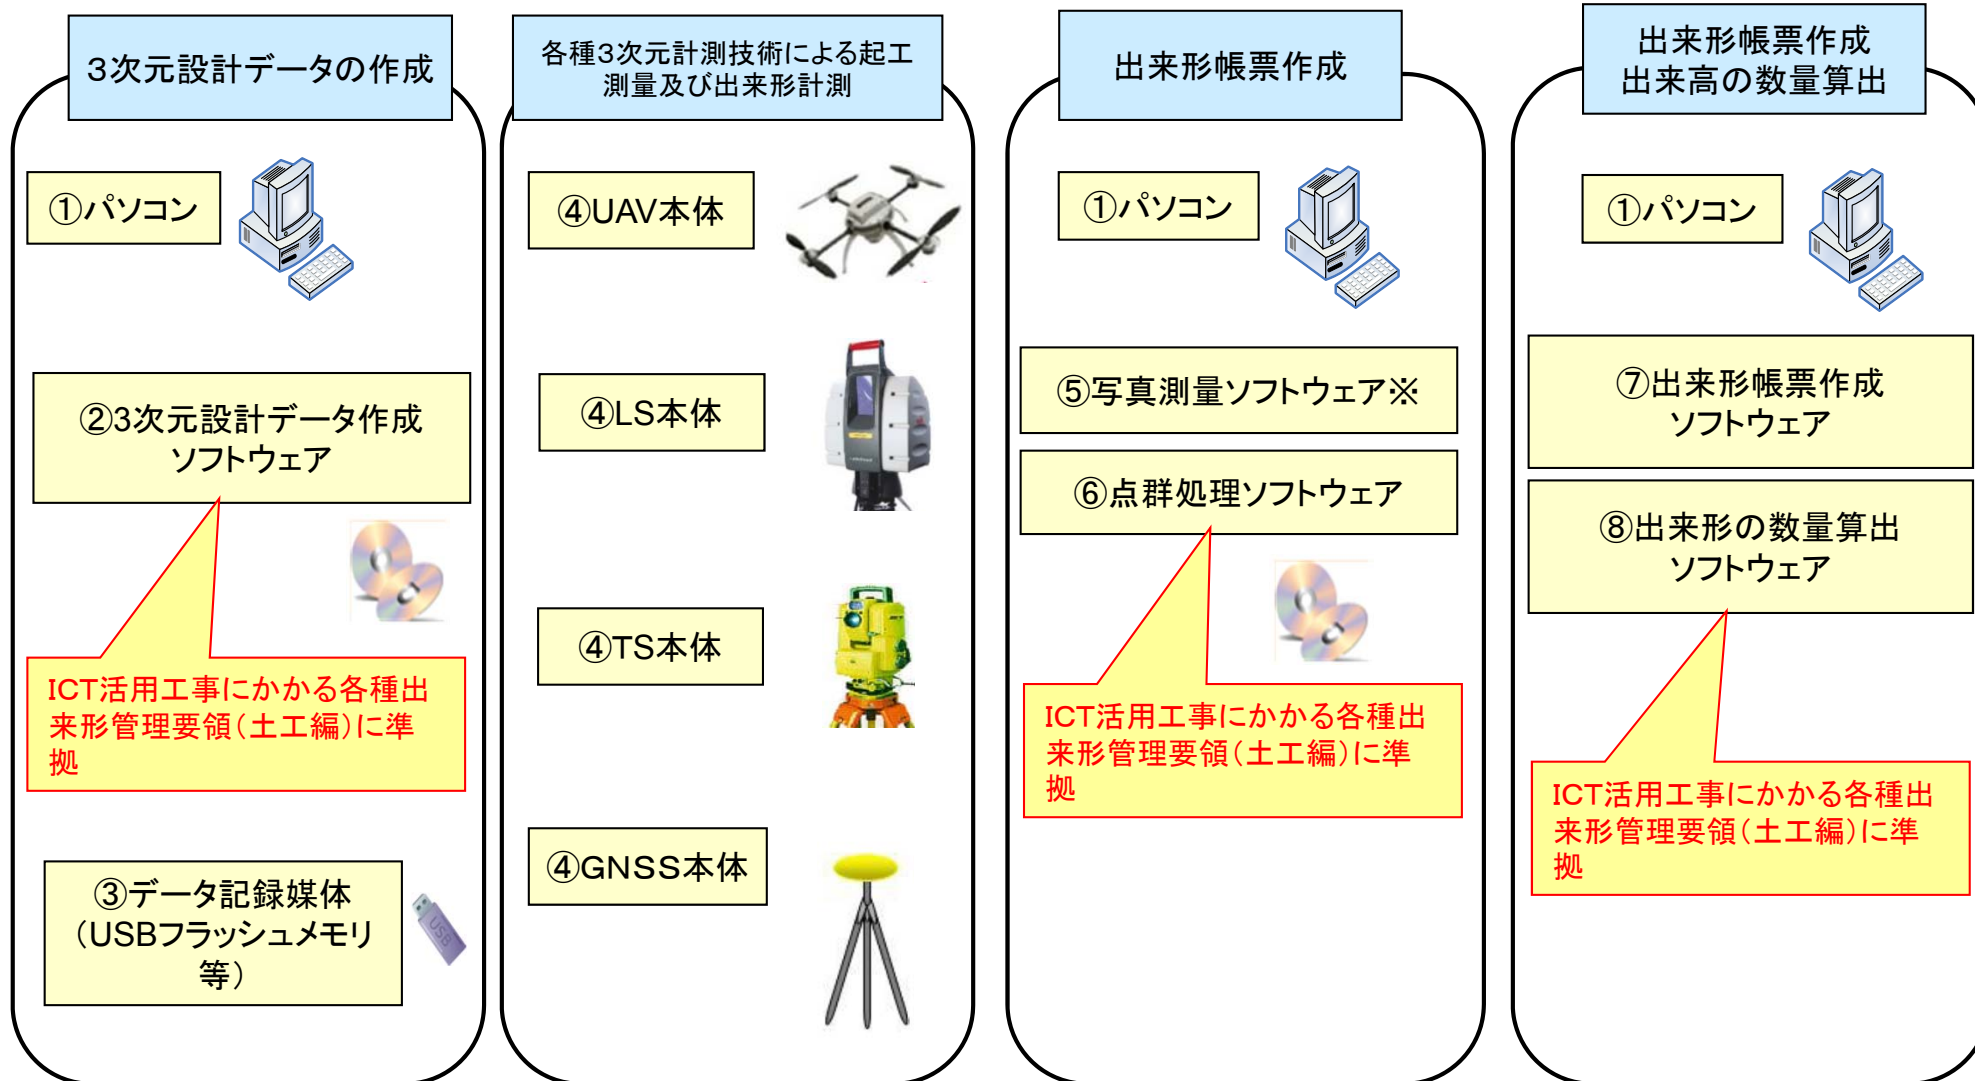 3次元設計データの作成
①パソコン
②3次元設計データ作成
ソフトウェア
ICT活用工事にかかる各種出
来形管理要領(土工編)に準
拠
③データ記録媒体
(USBフラッシュメモリ
等)
USB
各種3次元計測技術による起工
測量及び出来形計測
④UAV本体
④LS本体
④TS本体
④GNSS本体
出来形帳票作成
①パソコン
⑤写真測量ソフトウェア※
⑥点群処理ソフトウェア
ICT活用工事にかかる各種出
来形管理要領(土工編)に準
拠
出来形帳票作成
出来高の数量算出
①パソコン
⑦出来形帳票作成
ソフトウェア
⑧出来形の数量算出
ソフトウェア
ICT活用工事にかかる各種出
来形管理要領(土工編)に準
拠